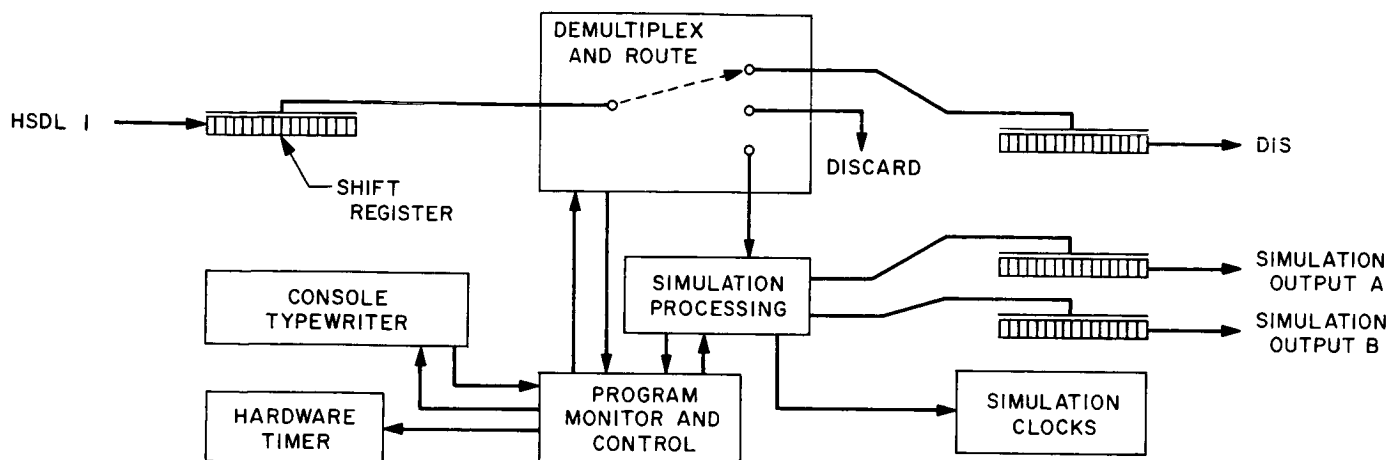 DEMULTIPLEX
AND ROUTE
HSDL 1
SHIFT
REGISTER
DISCARD
DIS
CONSOLE
TYPEWRITER
SIMULATION
PROCESSING
SIMULATION
OUTPUT A
SIMULATION
OUTPUT B
HARDWARE
TIMER
PROGRAM
MONITOR AND
CONTROL
SIMULATION
CLOCKS